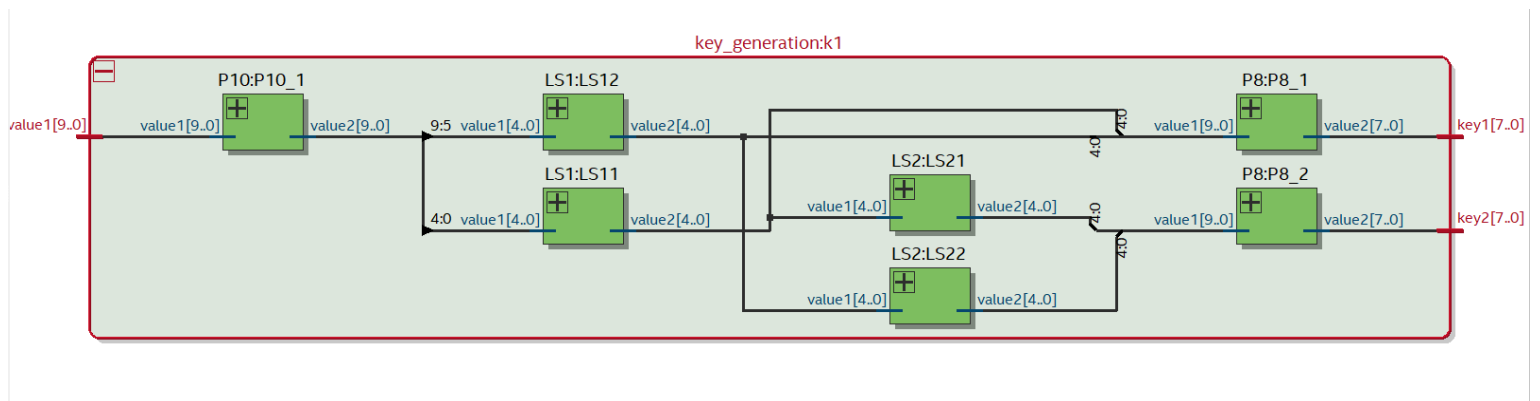 key_generation:k1
P10:P10_1
LS1:LS12
P8:P8_1
value1[9..0]
value1[9..0]
value2[9..0]
9:5
value1[4..0]
value2[4..0]
4:0
4:0
value1[9..0]
value2[7..0]
key1[7..0]
LS1:LS11
LS2:LS21
P8:P8_2
4:0
value1[4..0]
value2[4..0]
value1[4..0]
value2[4..0]
4:0
4:0
value1[9..0]
value2[7..0]
key2[7..0]
LS2:LS22
value1[4..0]
value2[4..0]